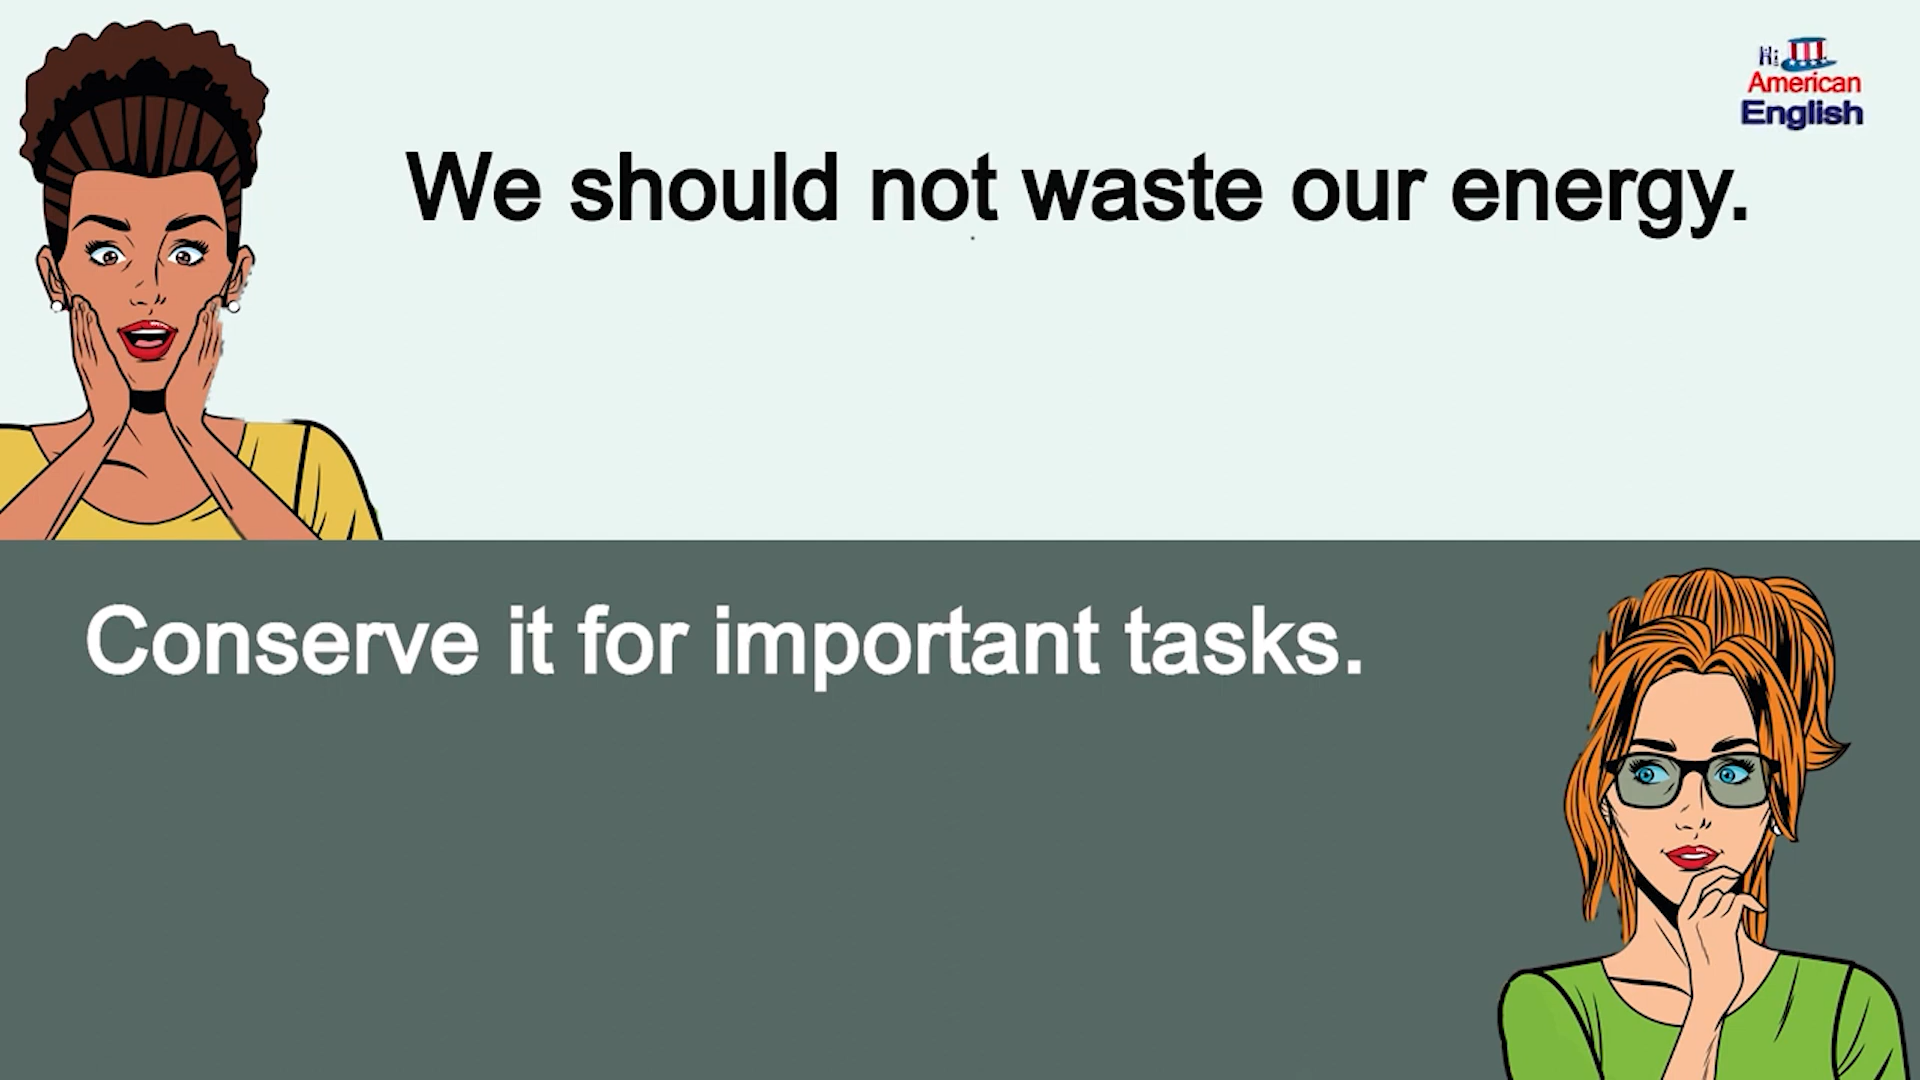 Hi
American
English
We should not waste our energy.
Conserve it for important tasks.